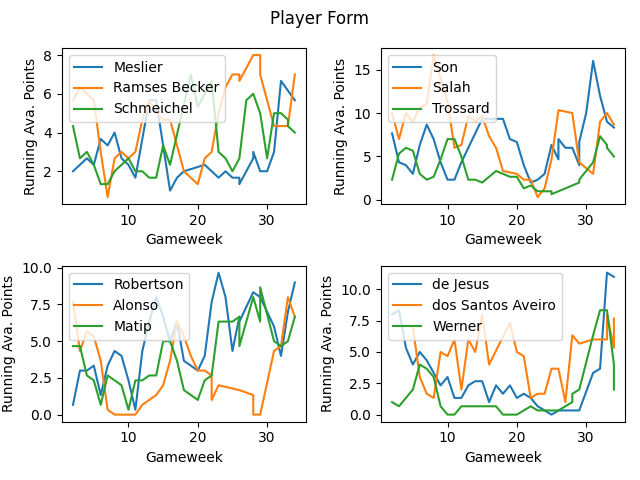 Player Form
8
6
4
2
Running Ava. Points
Meslier
Ramses Becker
Schmeichel
10
20
30
Gameweek
15
10
5
0
Running Ava. Points
Son
Salah
Trossard
10
20
30
Gameweek
10.0
7.5
5.0
2.5
0.0
Running Ava. Points
Robertson
Alonso
Matip
10
20
30
Gameweek
10.0
7.5
5.0
2.5
0.0
Running Ava. Points
de Jesus
dos Santos Aveiro
Werner
10
20
30
Gameweek